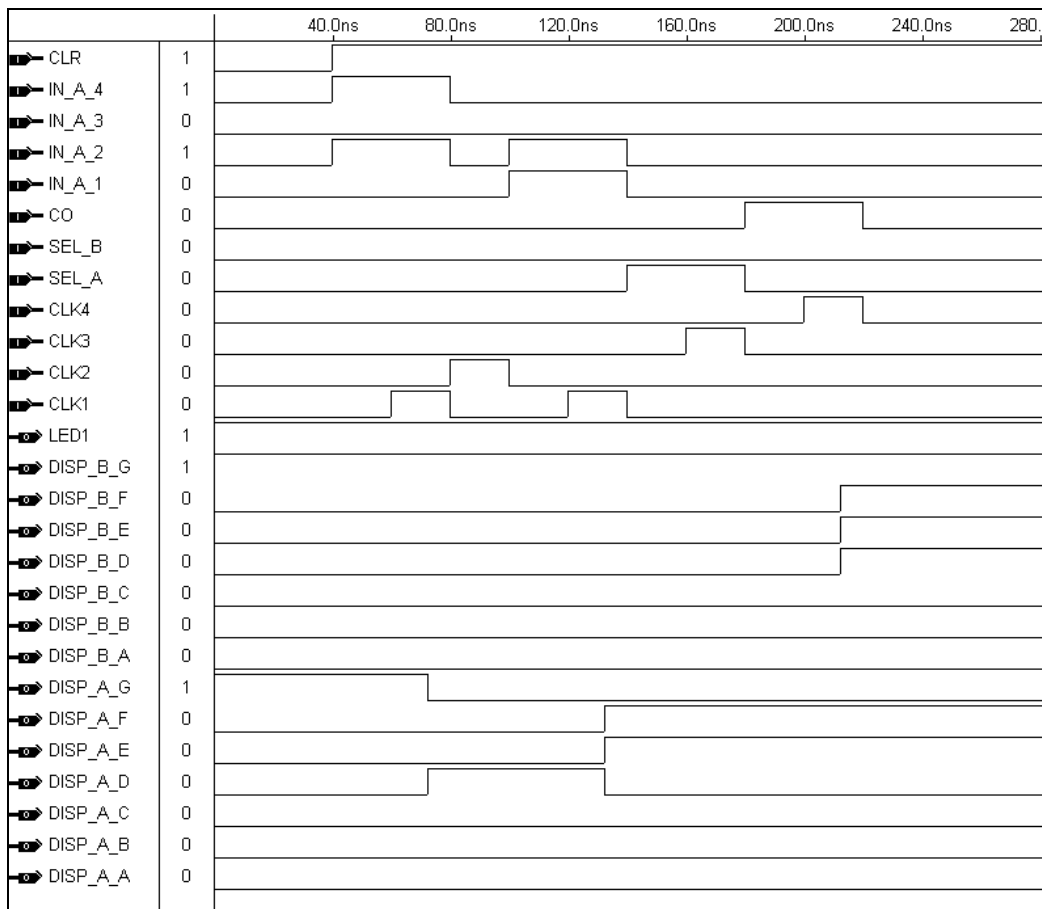 40.0ns 80.0ns 120.0ns 160.0ns 200.0ns 240.0ns 280.
CLR 1
IN_A_4 1
IN_A_3 0
IN_A_2 1
IN_A_1 0
CO 0
SEL_B 0
SEL_A 0
CLK4 0
CLK3 0
CLK2 0
CLK1 0
LED1 1
DISP_B_G 1
DISP_B_F 0
DISP_B_E 0
DISP_B_D 0
DISP_B_C 0
DISP_B_B 0
DISP_B_A 0
DISP_A_G 1
DISP_A_F 0
DISP_A_E 0
DISP_A_D 0
DISP_A_C 0
DISP_A_B 0
DISP_A_A 0